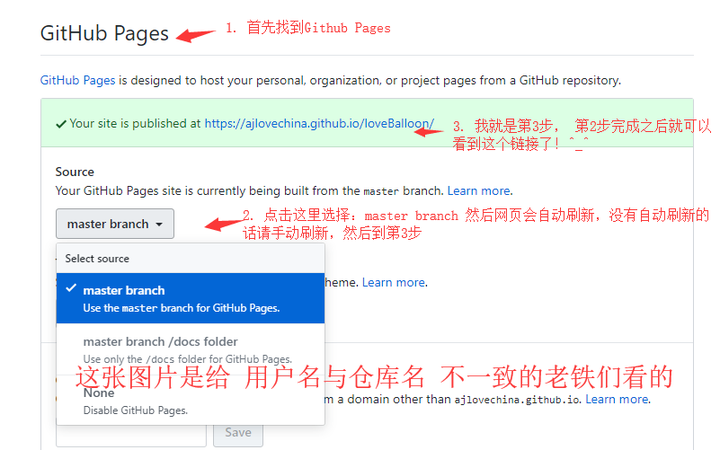 GitHub Pages
1. 首先找到Github Pages
GitHub Pages is designed to host your personal, organization, or project pages from a GitHub repository.
Your site is published at https://ajlovechina.github.io/loveBalloon/
3. 我就是第3步， 第2步完成之后就可以
看到这个链接了！^_^
Source
Your GitHub Pages site is currently being built from the master branch. Learn more.
master branch
2. 点击这里选择：master branch 然后网页会自动刷新，没有自动刷新的
话请手动刷新，然后到第3步
Select source
master branch
heme. Learn more.
Use the master branch for GitHub Pages.
master branch /docs folder
Use only the /docs folder for GitHub Pages.
这张图片是给 用户名与仓库名 不一致的老铁们看的
None
m a domain other than ajlovechina.github.io. Learn more.
Disable GitHub Pages.
Save